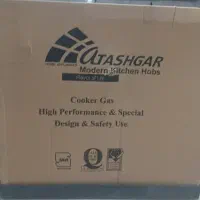 ATASHGAR
Modern Kitchen Hobs
Cooker Gas
High Performance & Special
Design & Safety Use